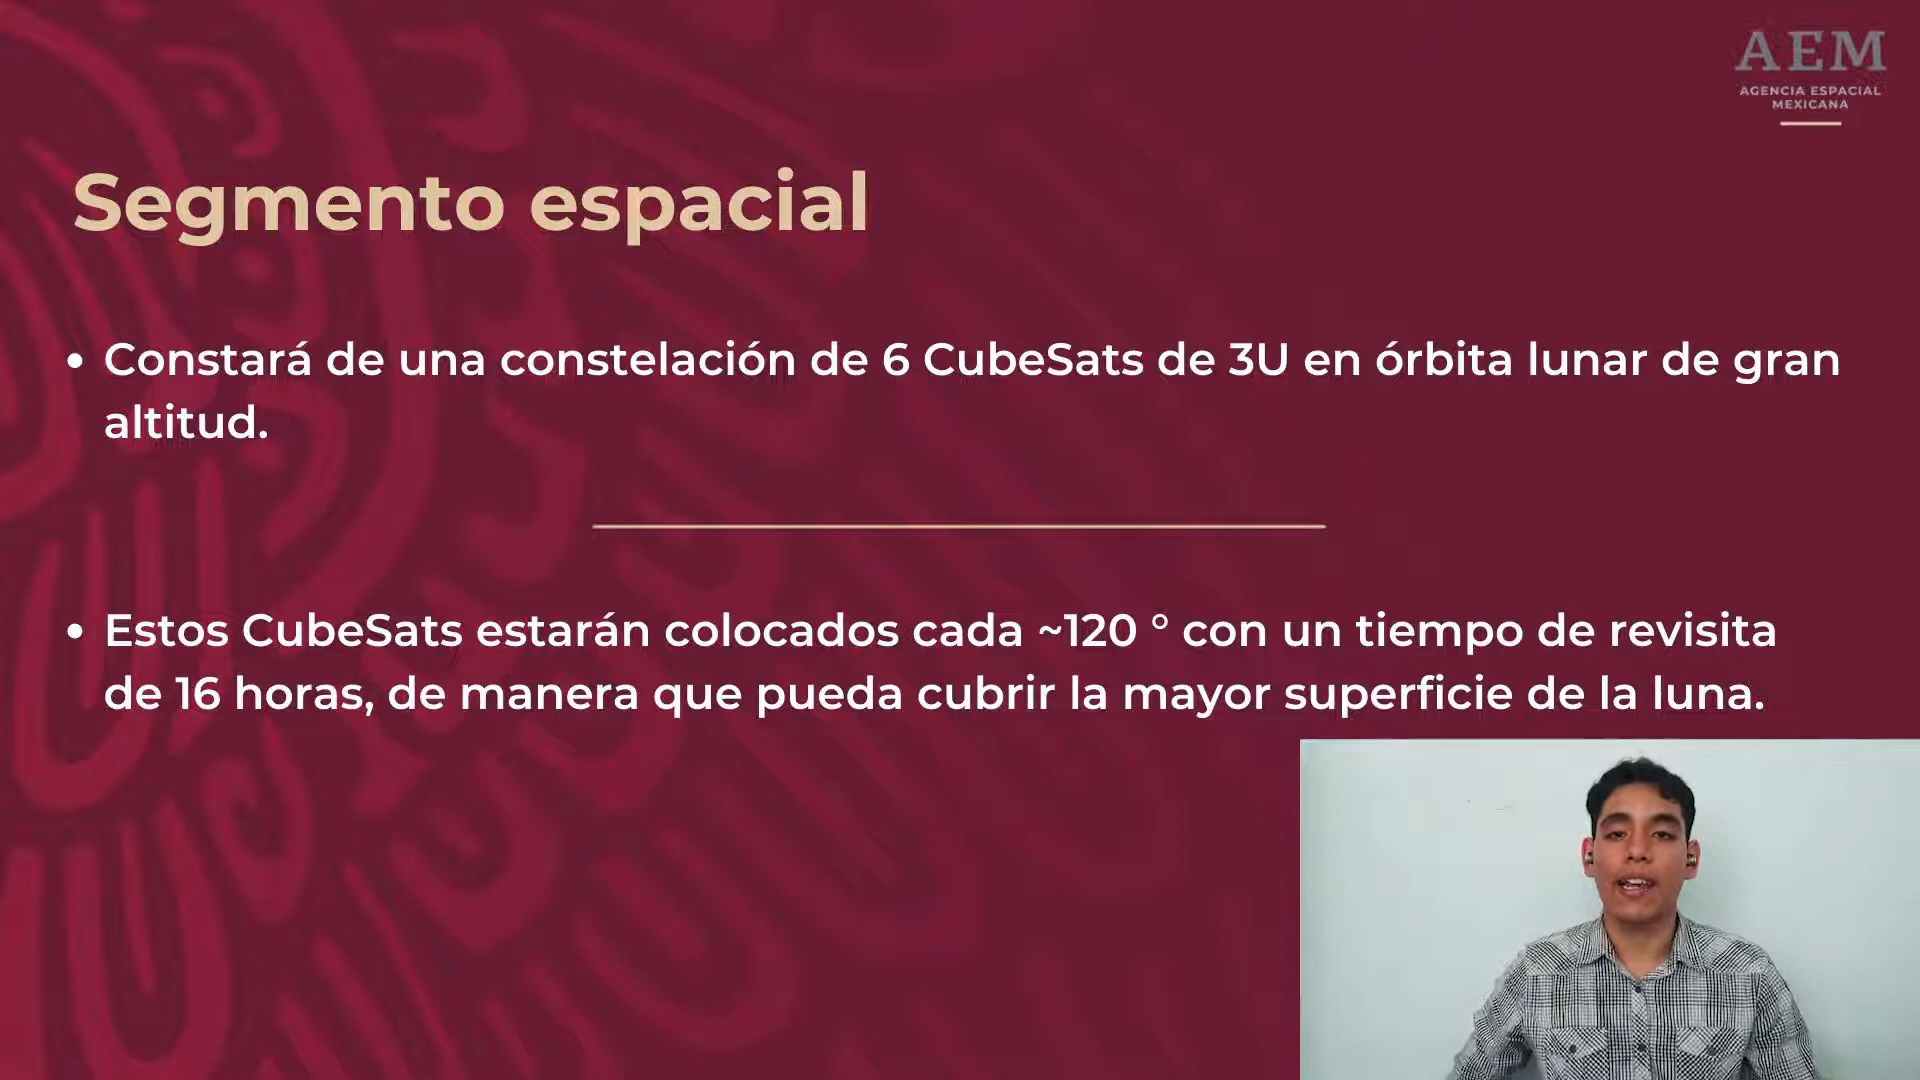 AEM
AGENCIA ESPACIAL
MEXICANA
Segmento espacial
• Constará de una constelación de 6 CubeSats de 3U en órbita lunar de gran
altitud.
• Estos CubeSats estarán colocados cada ~120 ° con un tiempo de revisita
de 16 horas, de manera que pueda cubrir la mayor superficie de la luna.